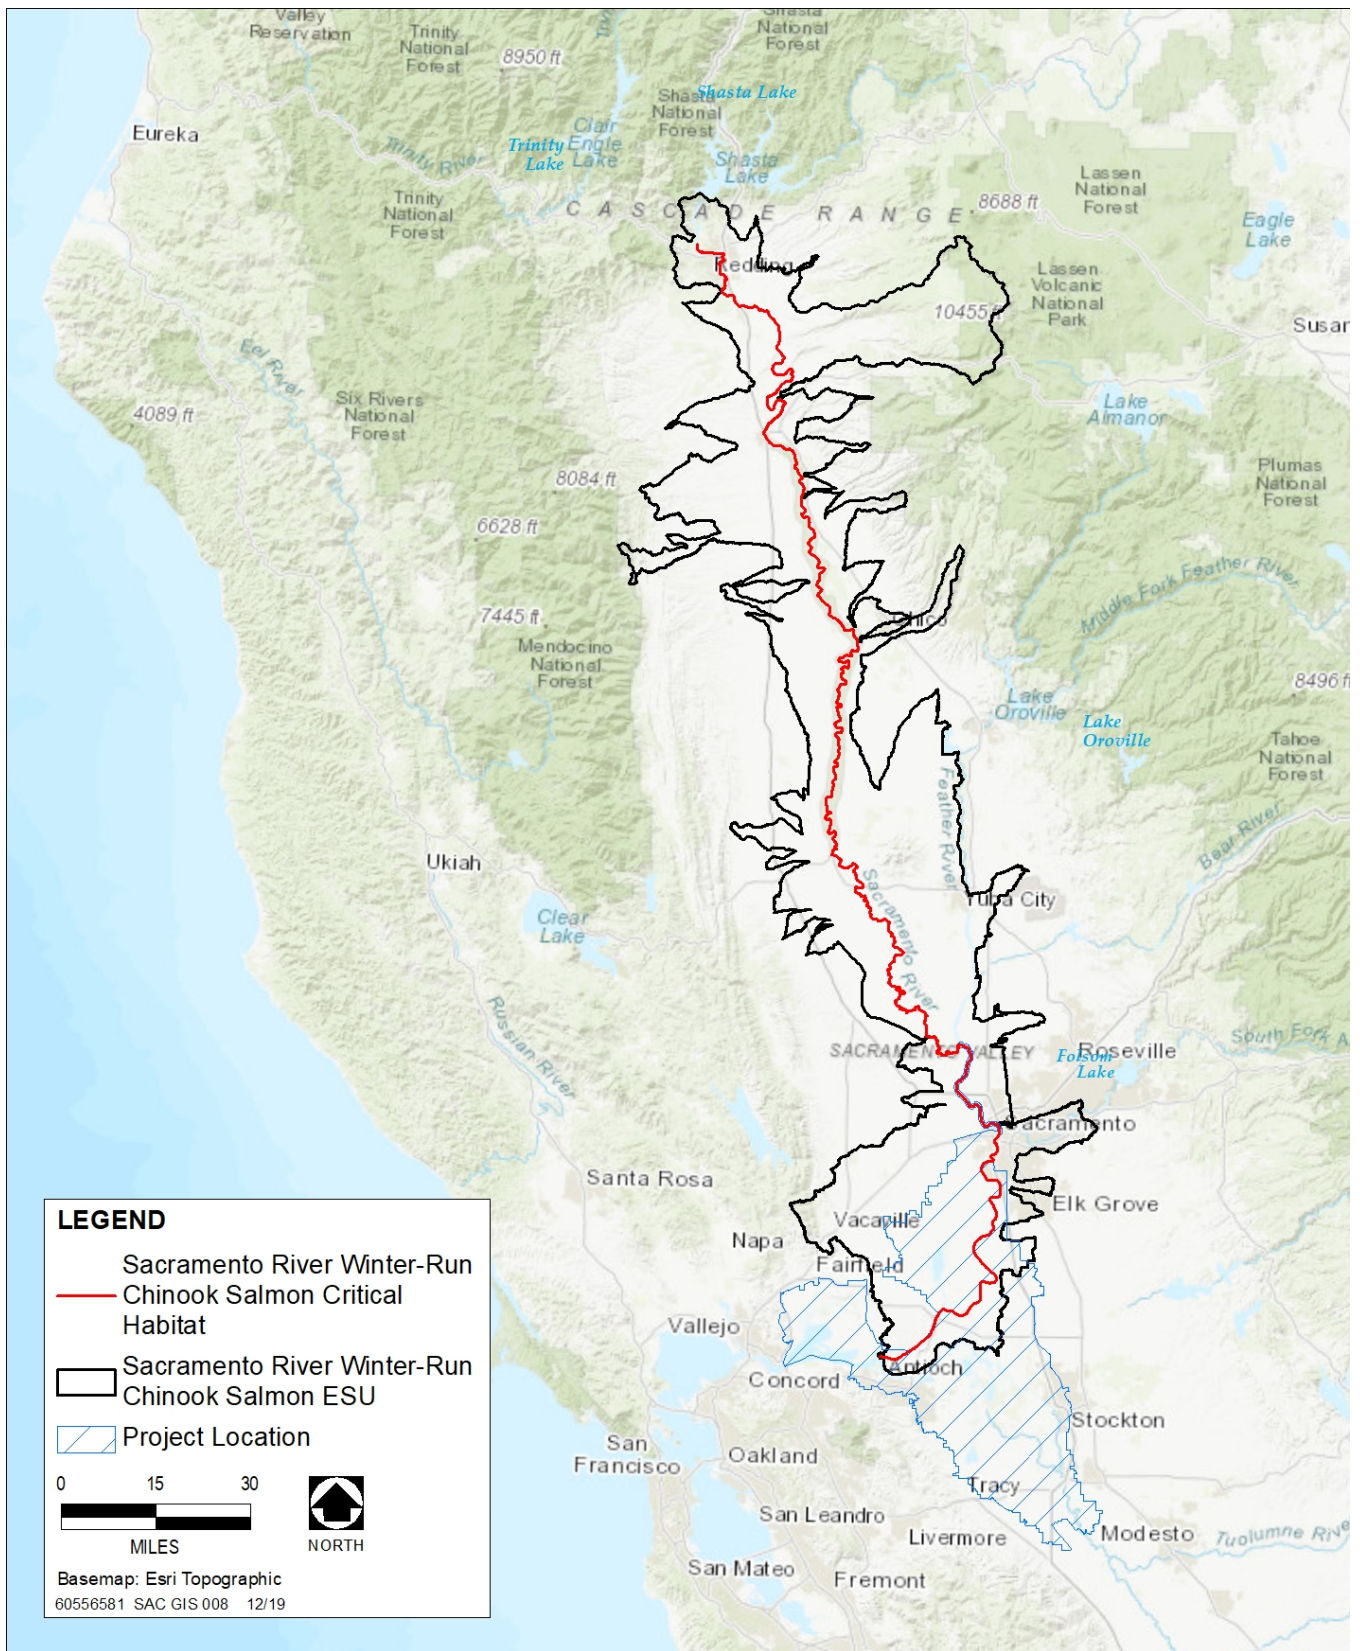 Valley
Reservation
Trinity
National
Forest
8950 ft
Shasta
National
Forest
Shasta Lake
Shasta
National
Forest
Eureka
Trinity River
Trinity
Lake
Clair
Engle
Lake
Shasta
Lake
Lassen
National
Forest
Trinity
National
Forest
CASCADE RANGE
8688 ft
Eagle
Lake
Redding
Lassen
Volcanic
National
Park
10455 ft
Susan
Eel River
Six Rivers
National
Forest
4089 ft
Lake
Almanor
8084 ft
Plumas
National
Forest
6628 ft
Middle Fork Feather River
7445 ft
Chico
Mendocino
National
Forest
8496 ft
Lake
Oroville
Lake
Oroville
Tahoe
National
Forest
Feather River
Bear River
Ukiah
Sacramento River
Yuba City
Clear
Lake
Russian River
SACRAMENTO VALLEY
Roseville
South Fork A
Folsom
Lake
Sacramento
Santa Rosa
Elk Grove
Vacaville
Napa
Fairfield
Vallejo
Antioch
Concord
Stockton
San
Francisco
Oakland
Tracy
San Leandro
Livermore
Modesto
Tuolumne Rive
San Mateo
Fremont
LEGEND
Sacramento River Winter-Run
Chinook Salmon Critical
Habitat
Sacramento River Winter-Run
Chinook Salmon ESU
Project Location
0 15 30
MILES
NORTH
Basemap: Esri Topographic
60556581 SAC GIS 008 12/19